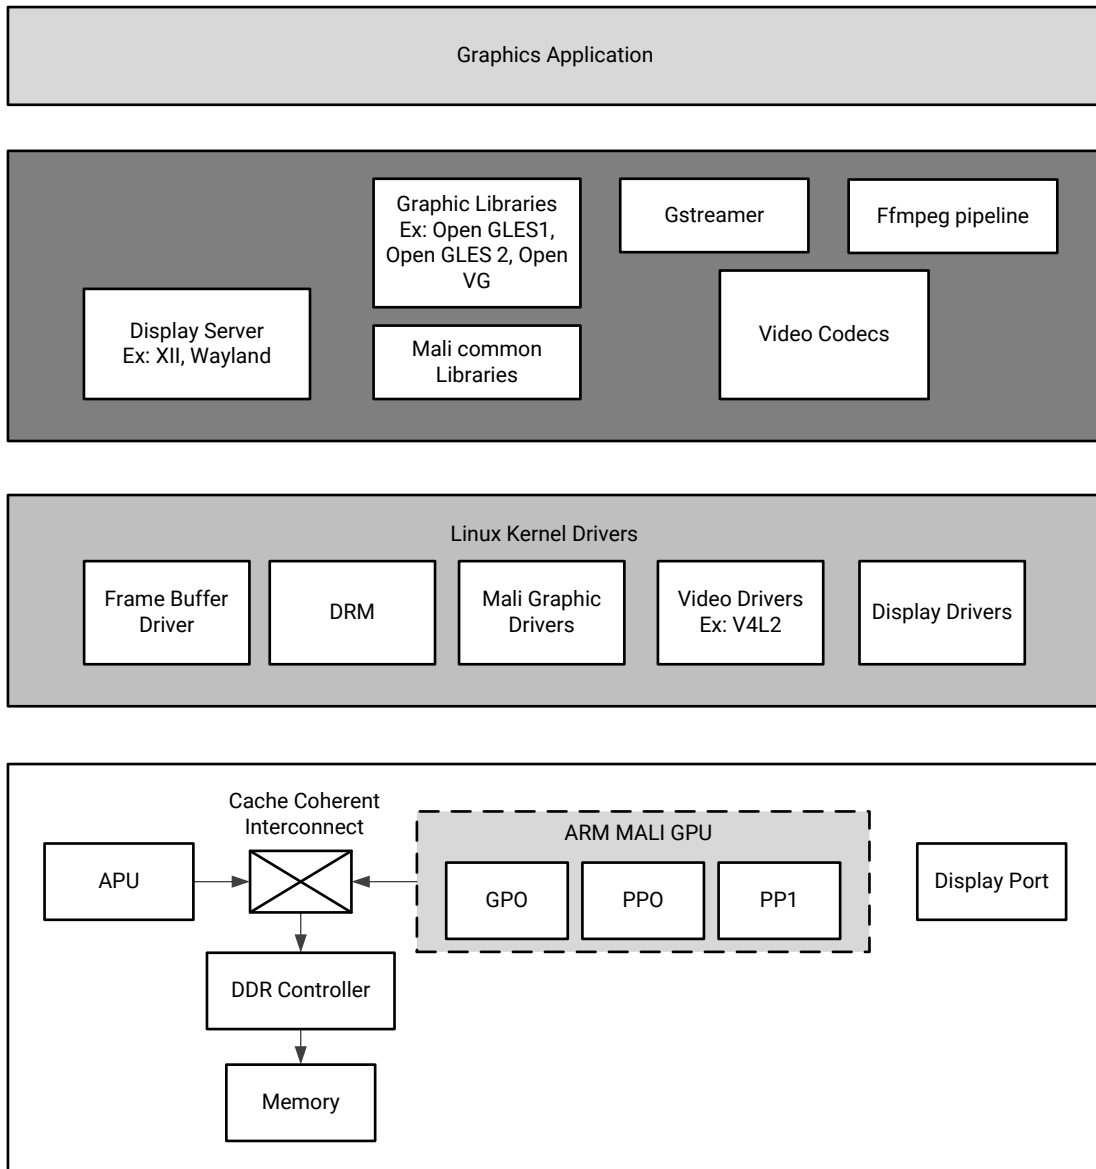 Graphics Application
Graphic Libraries
Ex: Open GLES1,
Open GLES 2, Open
VG
Gstreamer
Ffmpeg pipeline
Display Server
Ex: XII, Wayland
Mali common
Libraries
Video Codecs
Linux Kernel Drivers
Frame Buffer
Driver
DRM
Mali Graphic
Drivers
Video Drivers
Ex: V4L2
Display Drivers
Cache Coherent
Interconnect
ARM MALI GPU
APU
GPO
PPO
PP1
Display Port
DDR Controller
Memory